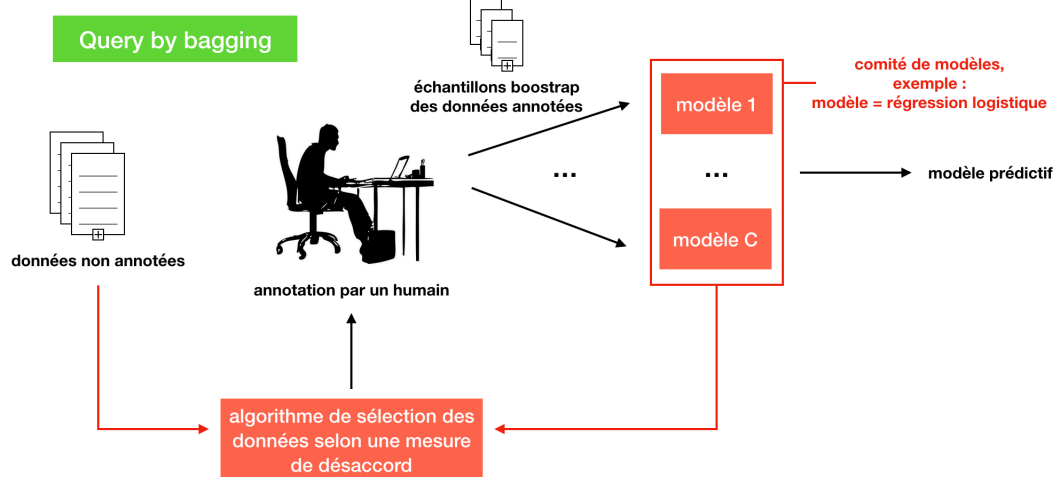 Query by bagging
échantillons boostrap
des données annotées
comité de modèles,
exemple :
modèle = régression logistique
modèle 1
...
...
modèle C
modèle prédictif
données non annotées
annotation par un humain
algorithme de sélection des
données selon une mesure
de désaccord